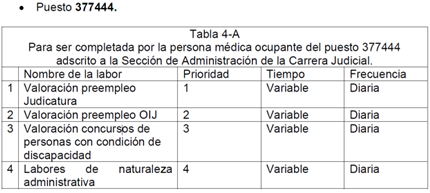 • Puesto 377444.
Tabla 4-A
Para ser completada por la persona médica ocupante del puesto 377444
adscrito a la Sección de Administración de la Carrera Judicial.
Nombre de la labor Prioridad Tiempo Frecuencia
1 Valoración preempleo 1 Variable Diaria
Judicatura
2 Valoración preempleo OIJ 2 Variable Diaria
3 Valoración concursos de 3 Variable Diaria
personas con condición de
discapacidad
4 Labores de naturaleza 4 Variable Diaria
administrativa